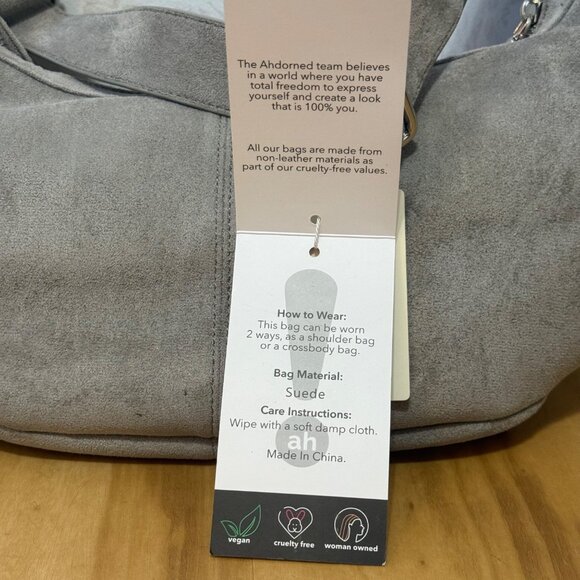 The Ahdorned team believes
in a world where you have
total freedom to express
yourself and create a look
that is 100% you.
All our bags are made from
non-leather materials as
part of our cruelty-free values.
How to Wear:
This bag can be worn
2 ways, as a shoulder bag
or a crossbody bag.
Bag Material:
Suede
Care Instructions:
Wipe with a soft damp cloth.
ah
Made In China.
vegan
cruelty free
woman owned